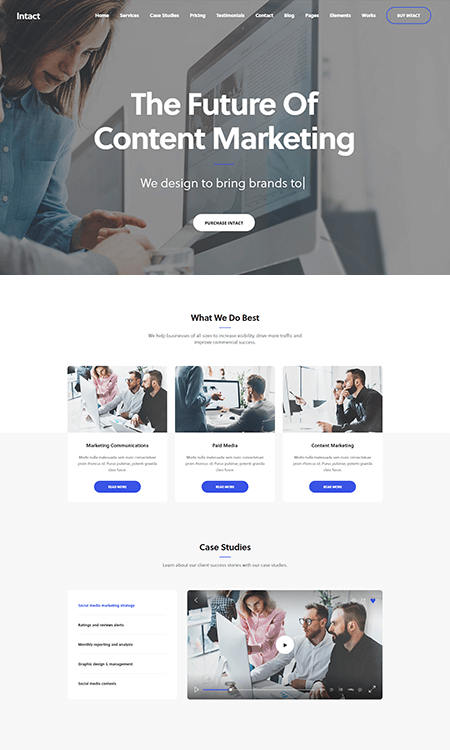 Intact
Home Services Case Studies Pricing Testimonials Contact Blog Pages Elements Works BUY INTACT
The Future Of
Content Marketing
We design to bring brands to|
PURCHASE INTACT
What We Do Best
We help businesses of all sizes to increase visibility, drive more traffic and
improve commercial success.
Marketing Communications
Morbi nulla malesuada sem nunc consectetuer
proin rhoncus id. Purus pulvinar, potenti gravida
class fusce.
READ MORE
Paid Media
Morbi nulla malesuada sem nunc consectetuer
proin rhoncus id. Purus pulvinar, potenti gravida
class fusce.
READ MORE
Content Marketing
Morbi nulla malesuada sem nunc consectetuer
proin rhoncus id. Purus pulvinar, potenti gravida
class fusce.
READ MORE
Case Studies
Learn about our client success stories with our case studies.
Social media marketing strategy
Ratings and reviews alerts
Monthly reporting and analysis
Graphic design & management
Social media contests